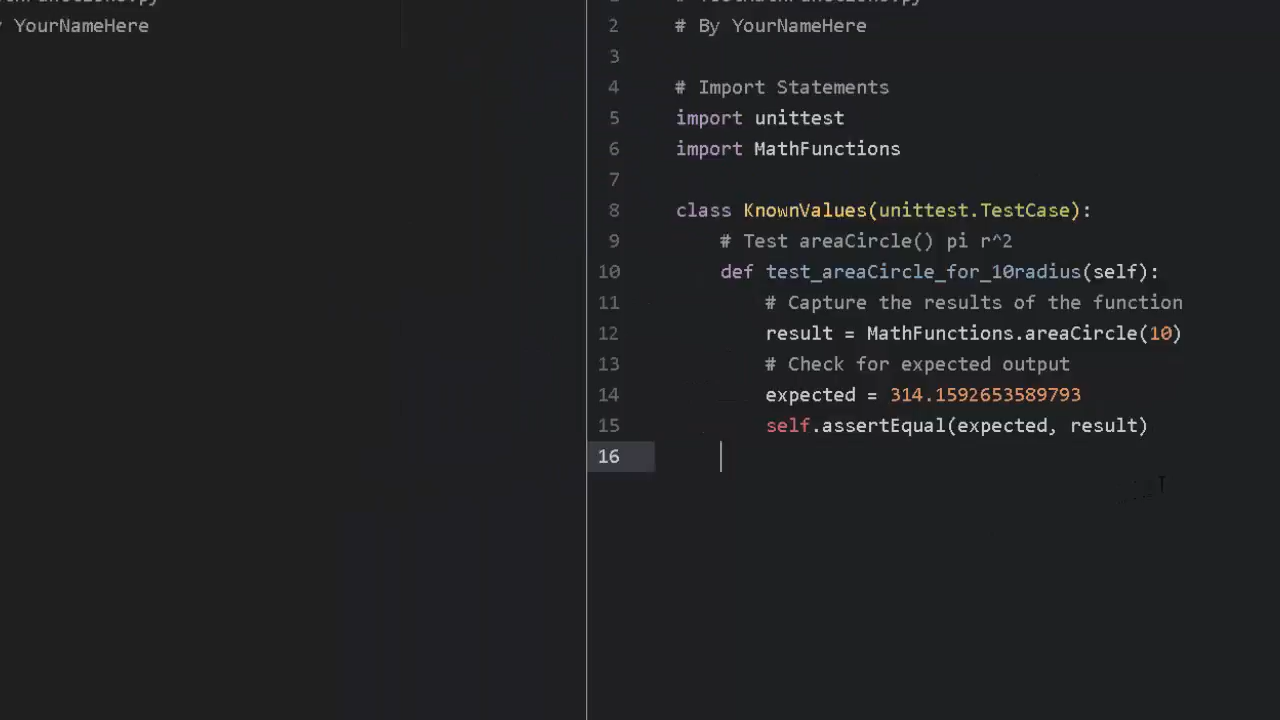 By YourNameHere
1
2 # By YourNameHere
3
4 # Import Statements
5 import unittest
6 import MathFunctions
7
8 class KnownValues(unittest.TestCase):
9 # Test areaCircle() pi r^2
10 def test_areaCircle_for_10radius(self):
11 # Capture the results of the function
12 result = MathFunctions.areaCircle(10)
13 # Check for expected output
14 expected = 314.1592653589793
15 self.assertEqual(expected, result)
16